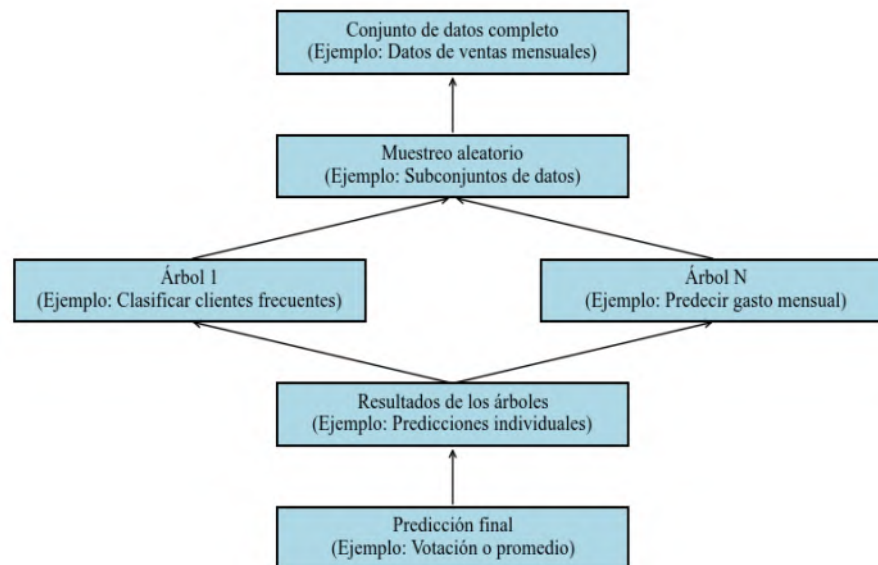 Conjunto de datos completo
(Ejemplo: Datos de ventas mensuales)
Muestreo aleatorio
(Ejemplo: Subconjuntos de datos)
Árbol 1
(Ejemplo: Clasificar clientes frecuentes)
Árbol N
(Ejemplo: Predecir gasto mensual)
Resultados de los árboles
(Ejemplo: Predicciones individuales)
Predicción final
(Ejemplo: Votación o promedio)